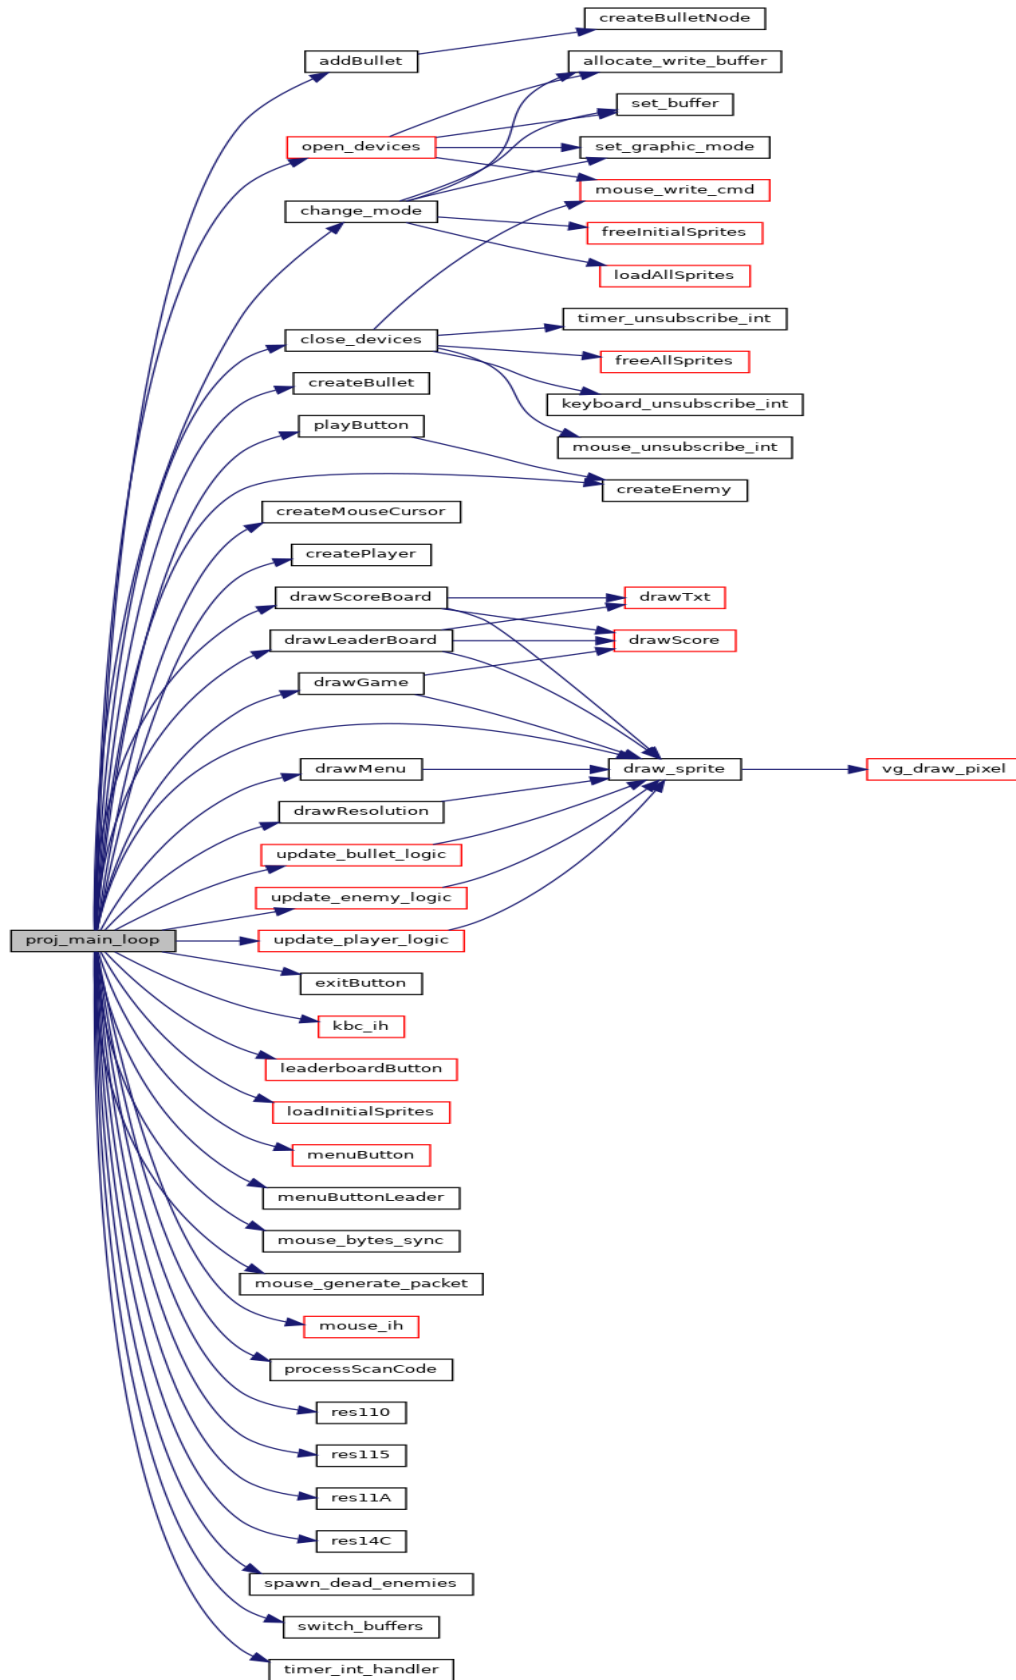 createBulletNode
addBullet
allocate_write_buffer
set_buffer
open_devices
set_graphic_mode
mouse_write_cmd
change_mode
freeInitialSprites
loadAllSprites
timer_unsubscribe_int
close_devices
freeAllSprites
createBullet
keyboard_unsubscribe_int
playButton
mouse_unsubscribe_int
createEnemy
createMouseCursor
createPlayer
drawScoreBoard
drawTxt
drawLeaderBoard
drawScore
drawGame
drawMenu
draw_sprite
vg_draw_pixel
drawResolution
update_bullet_logic
update_enemy_logic
proj_main_loop
update_player_logic
exitButton
kbc_ih
leaderboardButton
loadInitialSprites
menuButton
menuButtonLeader
mouse_bytes_sync
mouse_generate_packet
mouse_ih
processScanCode
res110
res115
res11A
res14C
spawn_dead_enemies
switch_buffers
timer_int_handler